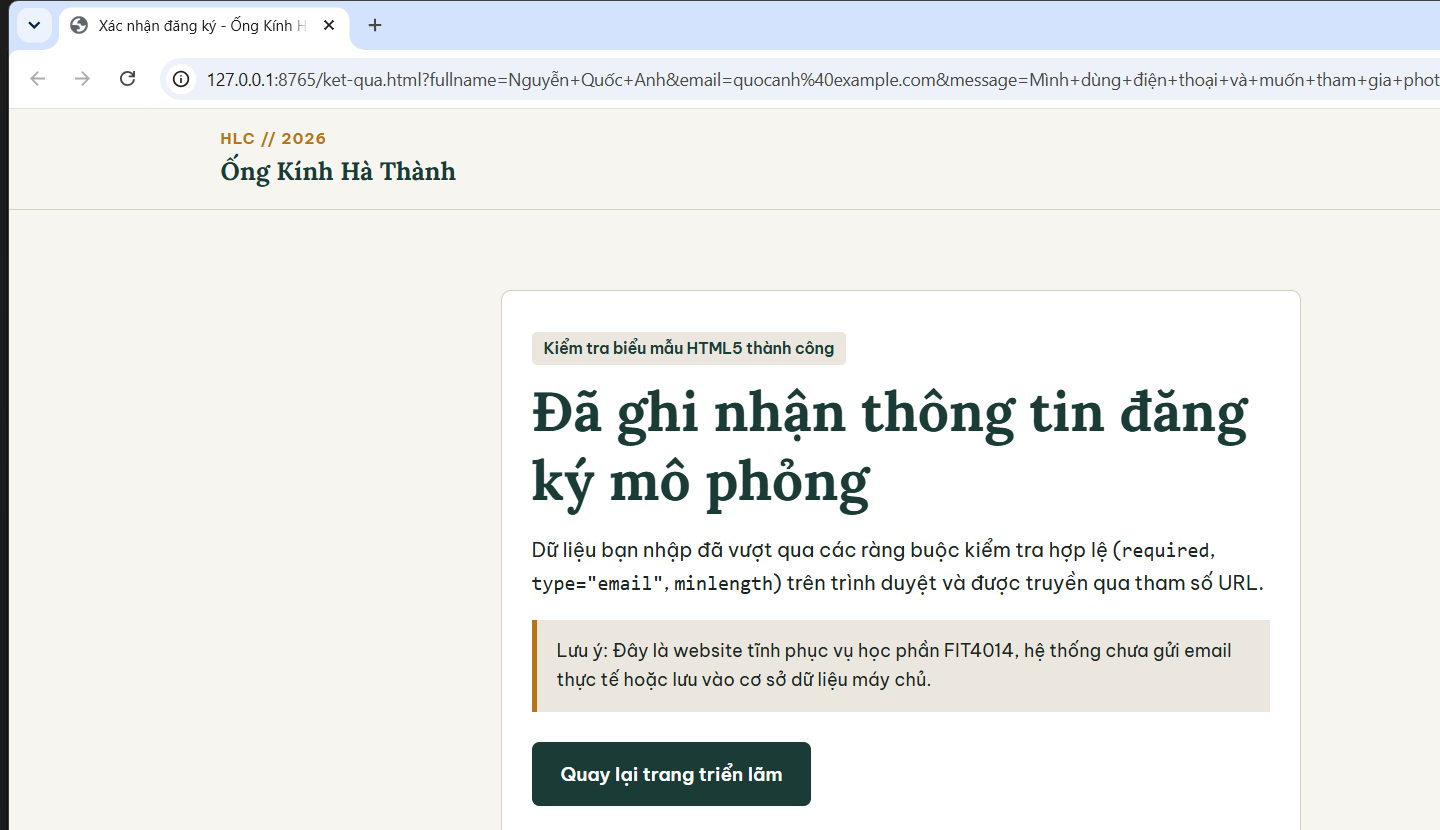 Xác nhận đăng ký - Ống Kính H
127.0.0.1:8765/ket-qua.html?fullname=Nguyễn+Quốc+Anh&email=quocanh%40example.com&message=Mình+dùng+điện+thoại+và+muốn+tham+gia+phot
HLC // 2026
Ống Kính Hà Thành
Kiểm tra biểu mẫu HTML5 thành công
Đã ghi nhận thông tin đăng
ký mô phỏng
Dữ liệu bạn nhập đã vượt qua các ràng buộc kiểm tra hợp lệ (required,
type="email", minlength) trên trình duyệt và được truyền qua tham số URL.
Lưu ý: Đây là website tĩnh phục vụ học phần FIT4014, hệ thống chưa gửi email
thực tế hoặc lưu vào cơ sở dữ liệu máy chủ.
Quay lại trang triển lãm